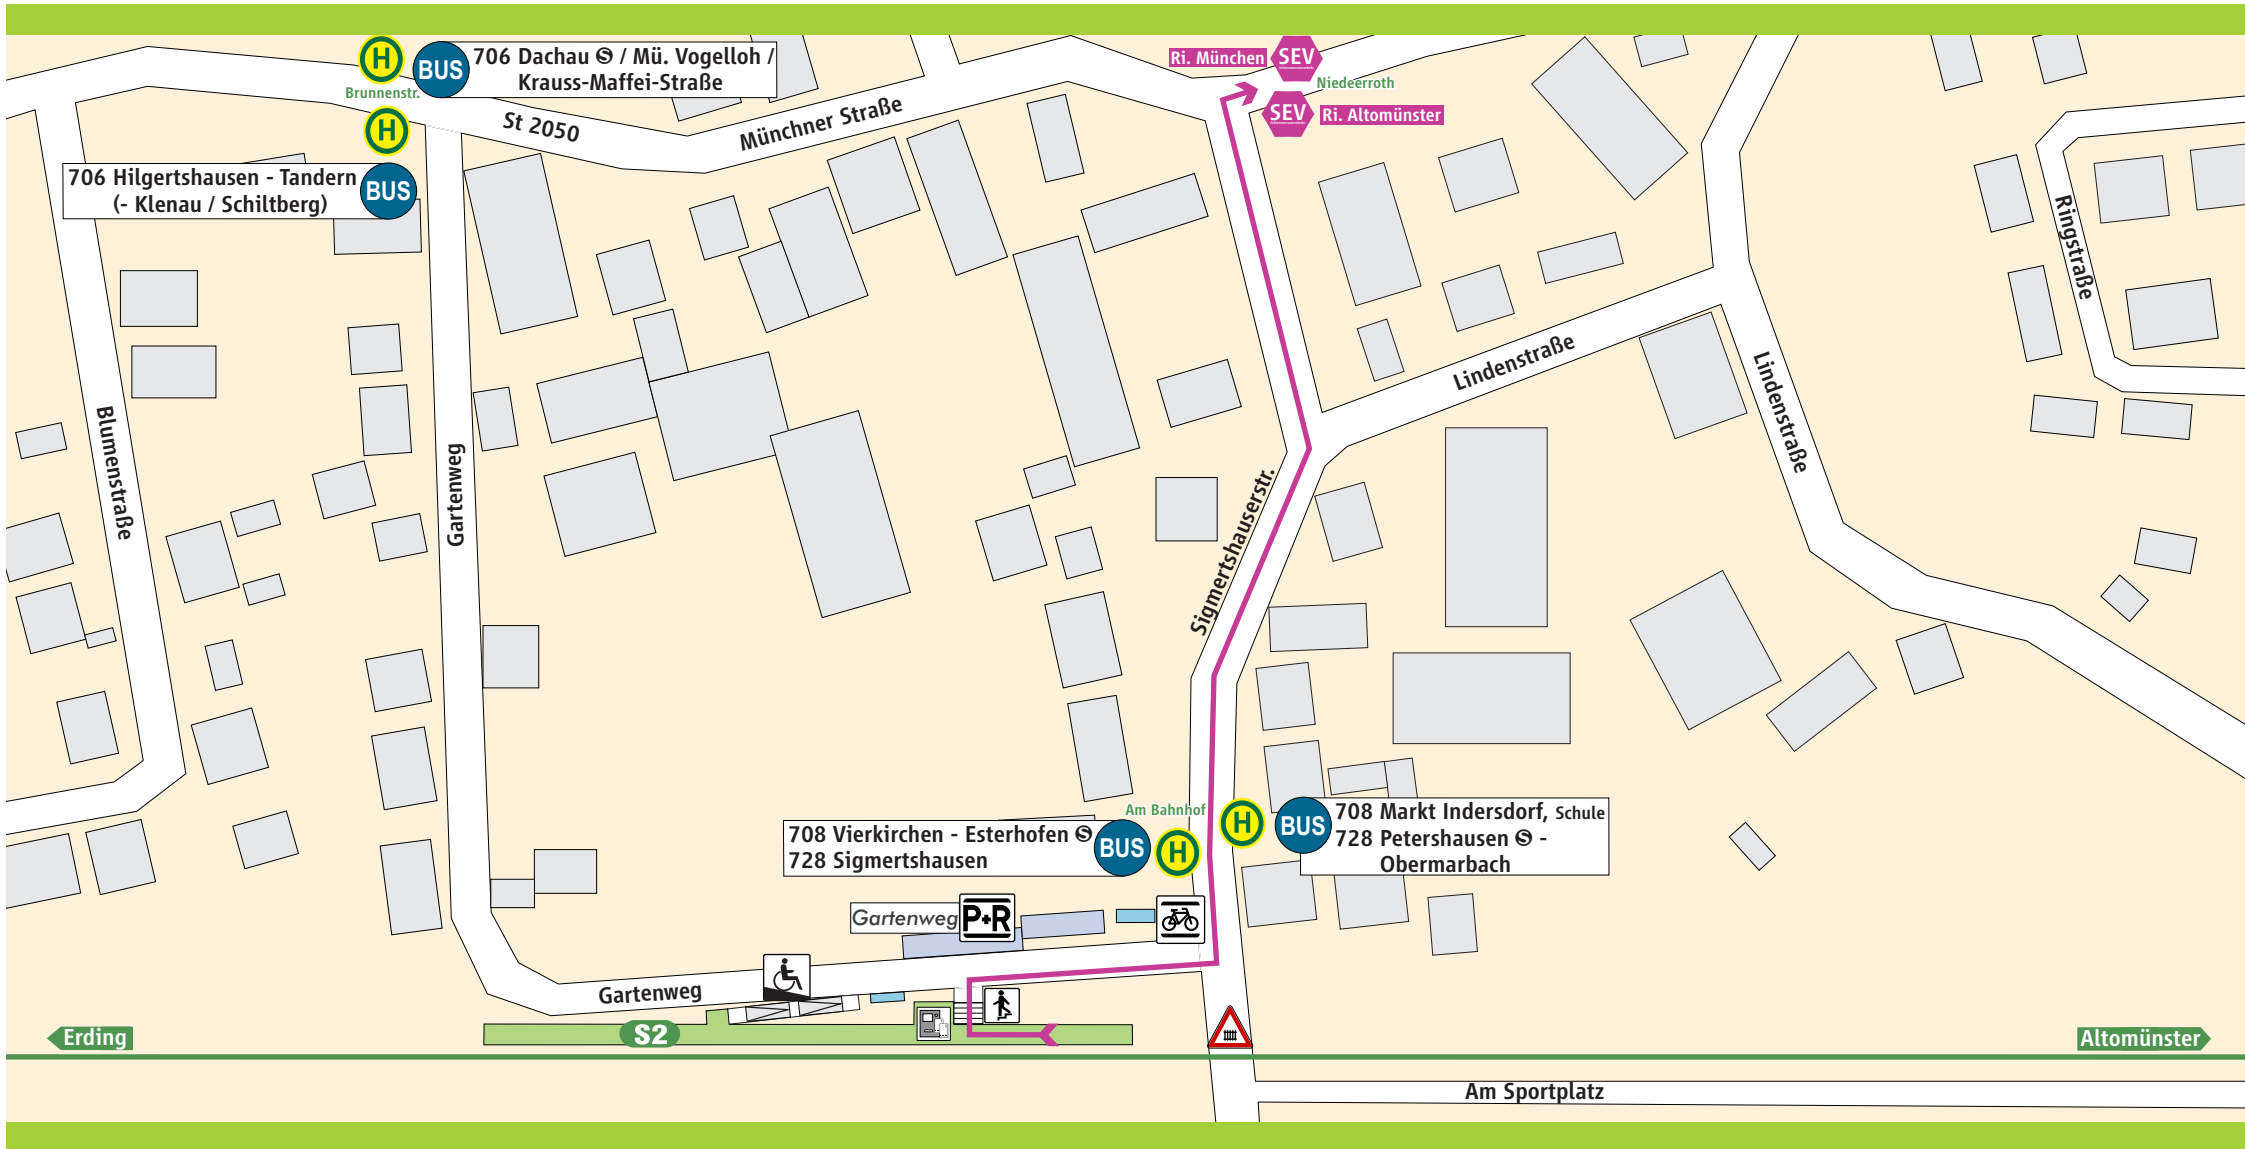 H
BUS
706 Dachau S / Mü. Vogelloh /
Krauss-Maffei-Straße
Brunnenstr.
H
706 Hilgertshausen - Tandern
(- Klenau / Schiltberg)
BUS
St 2050
Münchner Straße
Ri. München
SEV
Niedeerroth
SEV
Ri. Altomünster
Ringstraße
Lindenstraße
Lindenstraße
Blumenstraße
Gartenweg
Sigmertshauserstr.
Am Bahnhof
708 Vierkirchen - Esterhofen S
728 Sigmertshausen
BUS
H
H
BUS
708 Markt Indersdorf, Schule
728 Petershausen S -
Obermarbach
Gartenweg
P+R
Gartenweg
S2
Erding
Altomünster
Am Sportplatz